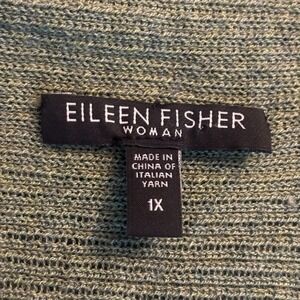 EILEEN FISHER
WOMAN
MADE IN
CHINA OF
ITALIAN
YARN
1X